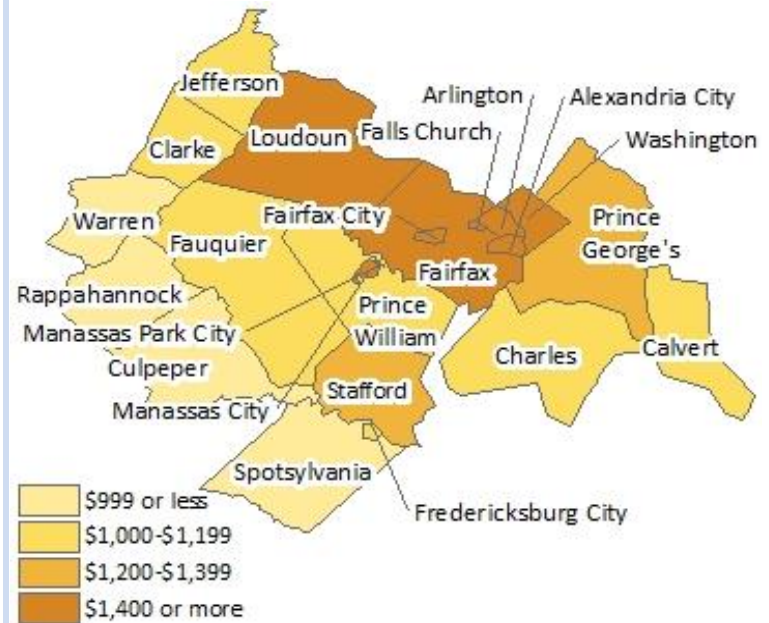 Jefferson
Arlington
Alexandria City
Loudoun
Falls Church
Washington
Clarke
Warren
Fairfax City
Prince
George's
Fauquier
Fairfax
Rappahannock
Prince
William
Manassas Park City
Charles
Calvert
Culpeper
Stafford
Manassas City
Spotsylvania
Fredericksburg City
$999 or less
$1,000-$1,199
$1,200-$1,399
$1,400 or more